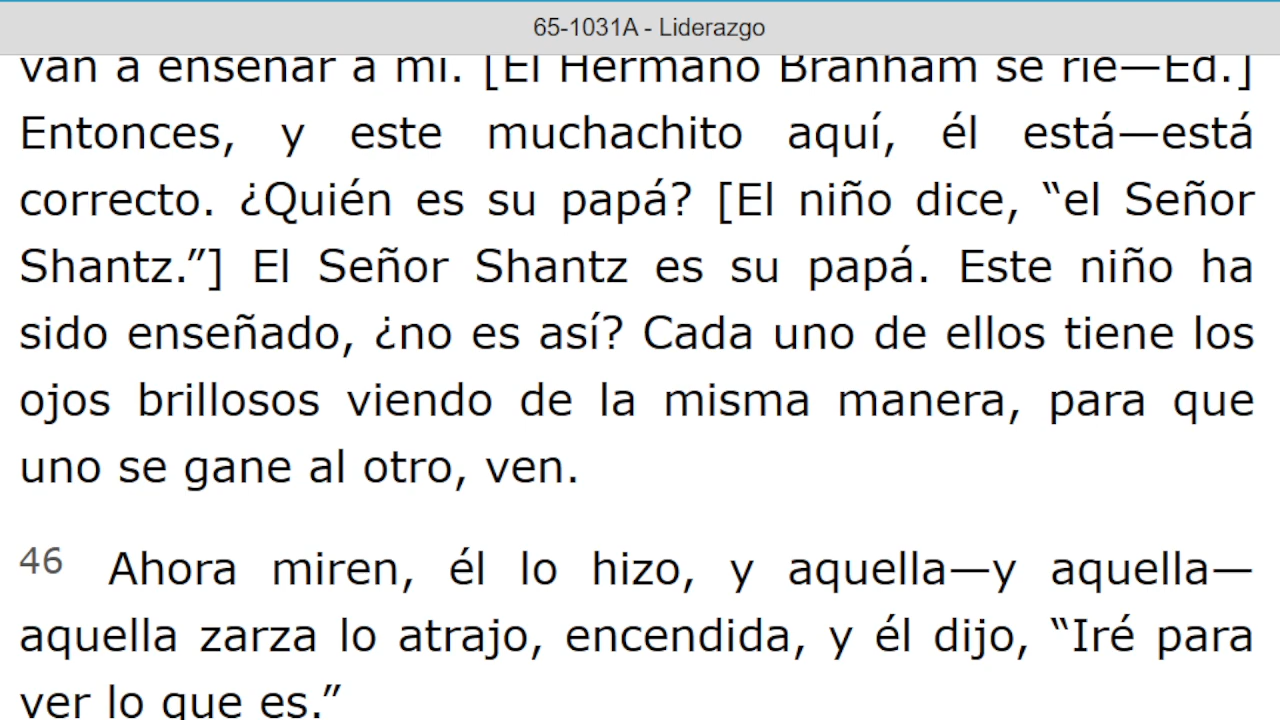 65-1031A - Liderazgo
van a enseñar a mí. [El Hermano Branham se ríe—Ed.]
Entonces, y este muchachito aquí, él está—está
correcto. ¿Quién es su papá? [El niño dice, “el Señor
Shantz.”] El Señor Shantz es su papá. Este niño ha
sido enseñado, ¿no es así? Cada uno de ellos tiene los
ojos brillosos viendo de la misma manera, para que
uno se gane al otro, ven.
46 Ahora miren, él lo hizo, y aquella—y aquella—
aquella zarza lo atrajo, encendida, y él dijo, “Iré para
ver lo que es.”